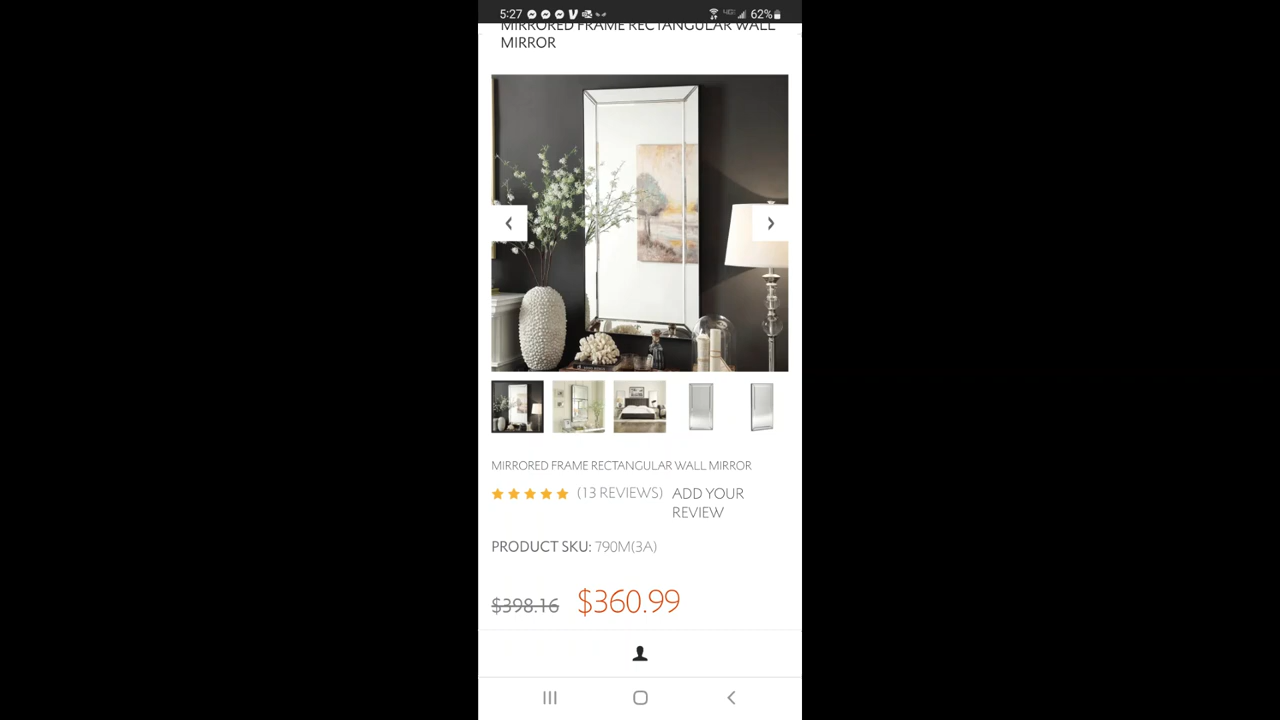 5:27 62%
MIRRORED FRAME RECTANGULAR WALL
MIRROR
MIRRORED FRAME RECTANGULAR WALL MIRROR
(13 REVIEWS) ADD YOUR
REVIEW
PRODUCT SKU: 790M(3A)
$398.16 $360.99